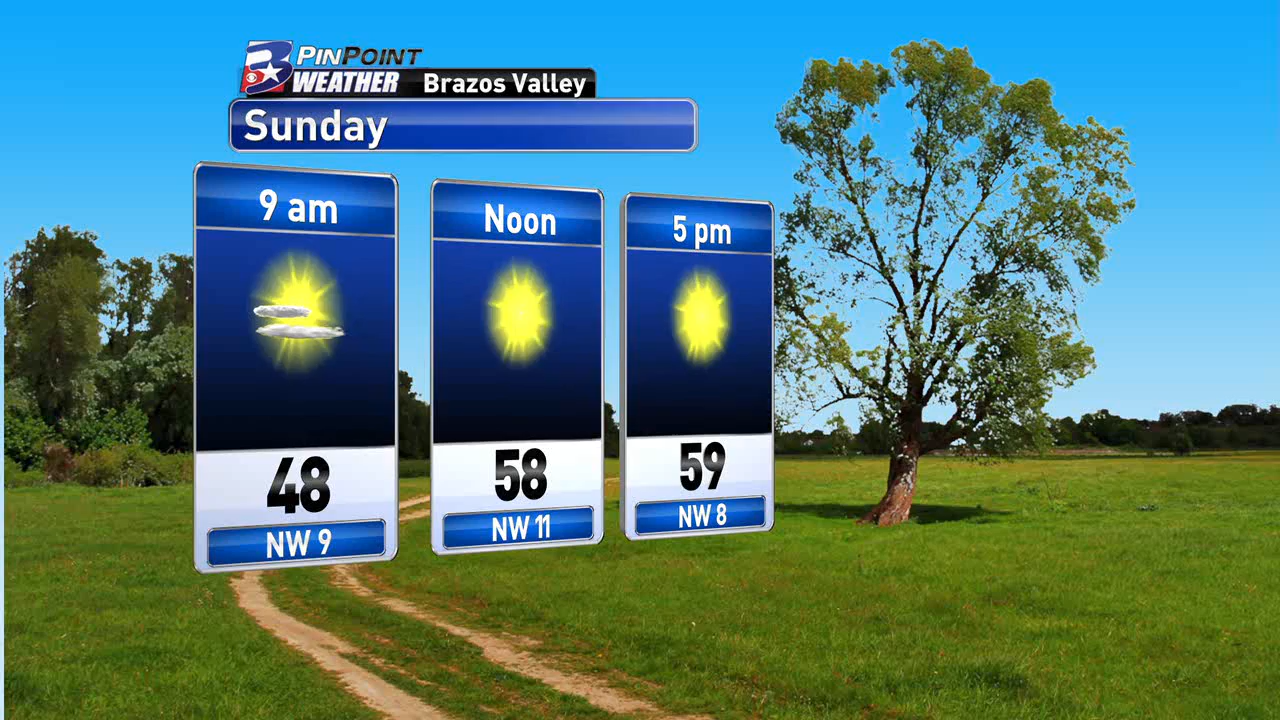 PINPOINT
WEATHER Brazos Valley
Sunday
9 am
48
NW 9
Noon
58
NW 11
5 pm
59
NW 8